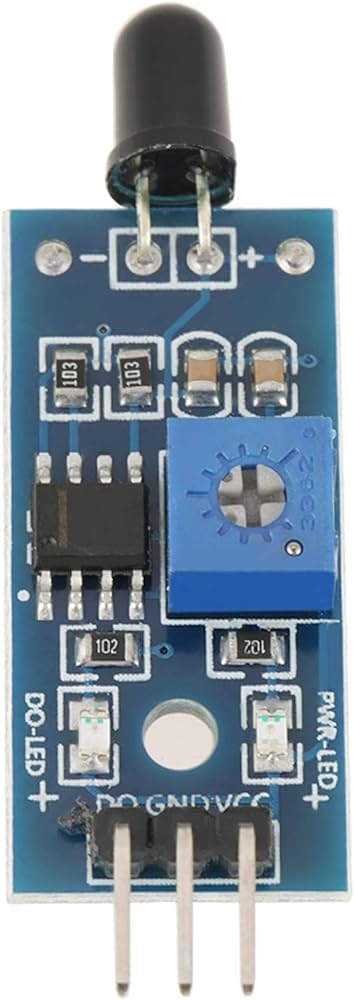 - +
103 103
3362
102 102
DO-LED PWR-LED
+ +
DO GND VCC